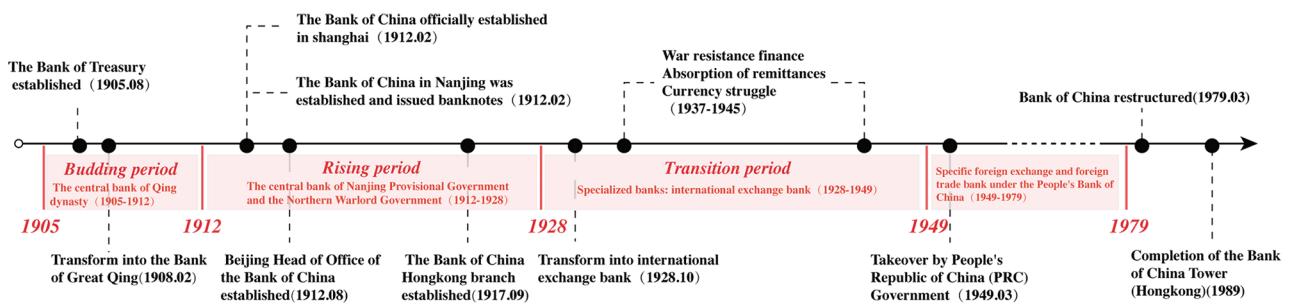 The Bank of China officially established
in shanghai（1912.02）
The Bank of Treasury
established（1905.08）
The Bank of China in Nanjing was
established and issued banknotes（1912.02）
War resistance finance
Absorption of remittances
Currency struggle
（1937-1945）
Bank of China restructured(1979.03)
Budding period
The central bank of Qing
dynasty（1905-1912）
Rising period
The central bank of Nanjing Provisional Government
and the Northern Warlord Government（1912-1928）
Transition period
Specialized banks: international exchange bank（1928-1949）
Specific foreign exchange and foreign
trade bank under the People's Bank of
China（1949-1979）
1905
1912
1928
1949
1979
Transform into the Bank
of Great Qing(1908.02)
Beijing Head of Office of
the Bank of China
established(1912.08)
The Bank of China
Hongkong branch
established(1917.09)
Transform into international
exchange bank（1928.10）
Takeover by People's
Republic of China (PRC)
Government（1949.03）
Completion of the Bank
of China Tower
(Hongkong)(1989)